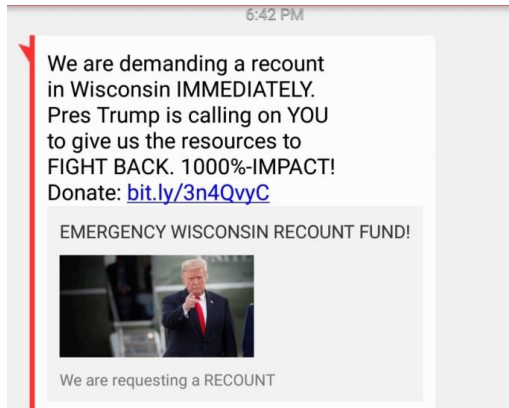 6:42 PM
We are demanding a recount
in Wisconsin IMMEDIATELY.
Pres Trump is calling on YOU
to give us the resources to
FIGHT BACK. 1000%-IMPACT!
Donate: bit.ly/3n4QvyC
EMERGENCY WISCONSIN RECOUNT FUND!
We are requesting a RECOUNT